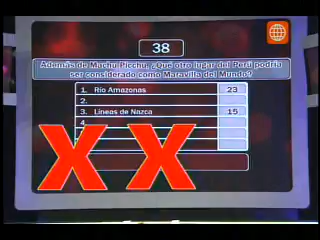 38
Además de Machu Picchu, ¿Qué otro lugar del Perú podría
ser considerado como Maravilla del Mundo?
1. Río Amazonas 23
2.
3. Líneas de Nazca 15
4
X X